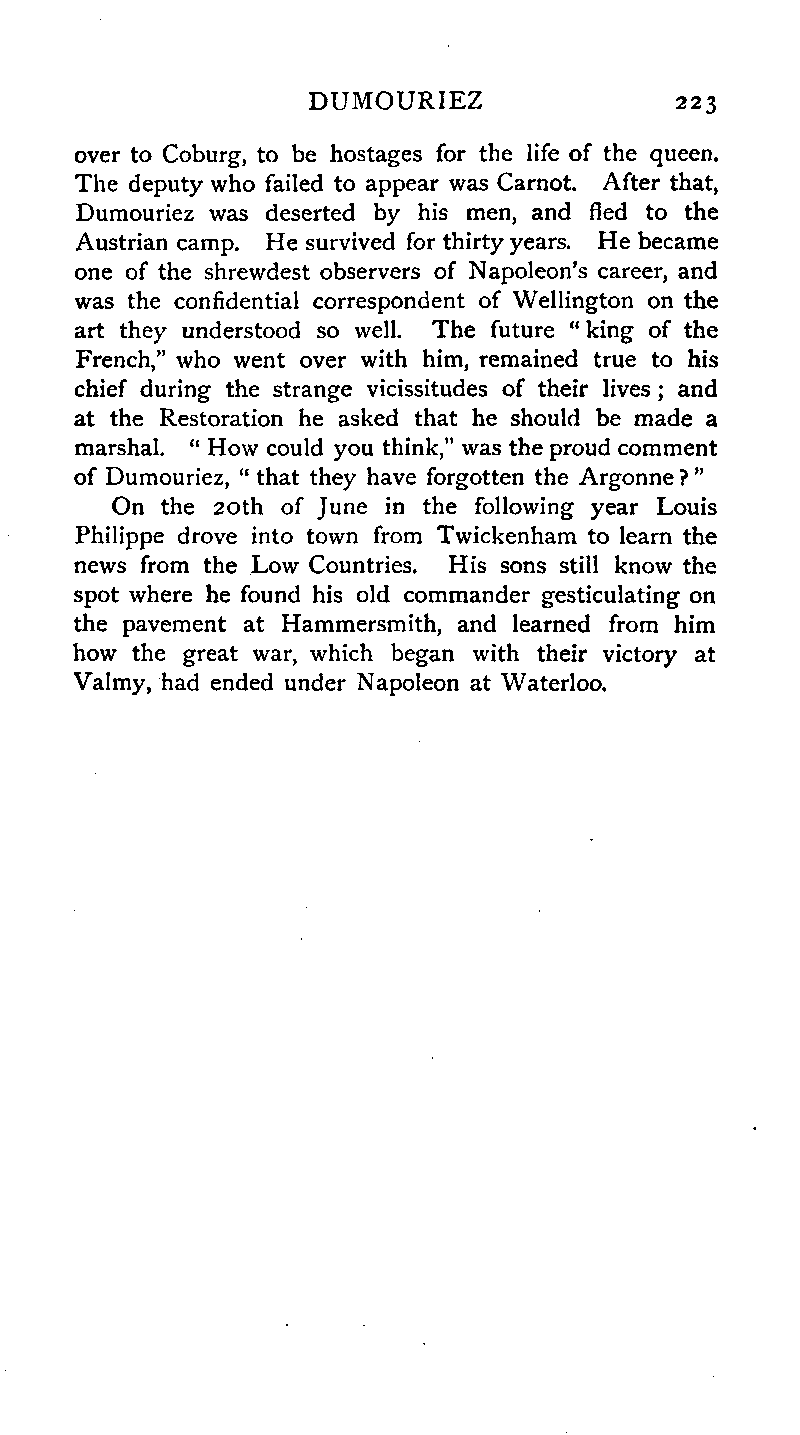 DUMOURIEZ 223
over to Coburg, to be hostages for the life of the queen.
The deputy who failed to appear was Carnot. After that,
Dumouriez was deserted by his men, and fled to the
Austrian camp. He survived for thirty years. He became
one of the shrewdest observers of Napoleon's career, and
was the confidential correspondent of Wellington on the
art they understood so well. The future "king of the
French," who went over with him, remained true to his
chief during the strange vicissitudes of their lives; and
at the Restoration he asked that he should be made a
marshal. "How could you think," was the proud comment
of Dumouriez, "that they have forgotten the Argonne?"
On the 20th of June in the following year Louis
Philippe drove into town from Twickenham to learn the
news from the Low Countries. His sons still know the
spot where he found his old commander gesticulating on
the pavement at Hammersmith, and learned from him
how the great war, which began with their victory at
Valmy, had ended under Napoleon at Waterloo.